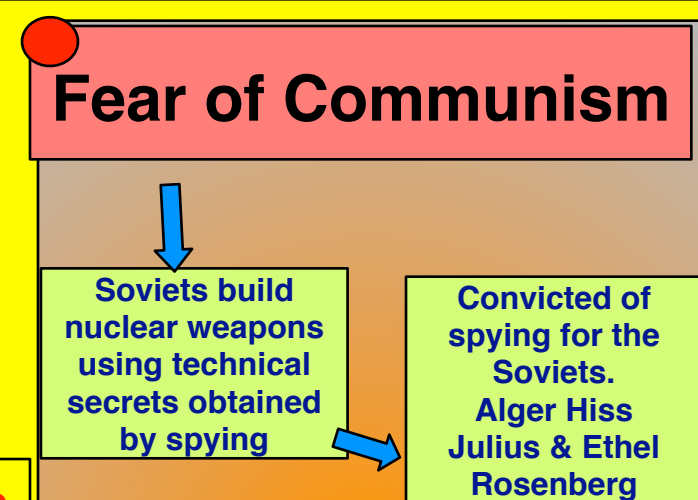 Fear of Communism
Soviets build
nuclear weapons
using technical
secrets obtained
by spying
Convicted of
spying for the
Soviets.
Alger Hiss
Julius & Ethel
Rosenberg